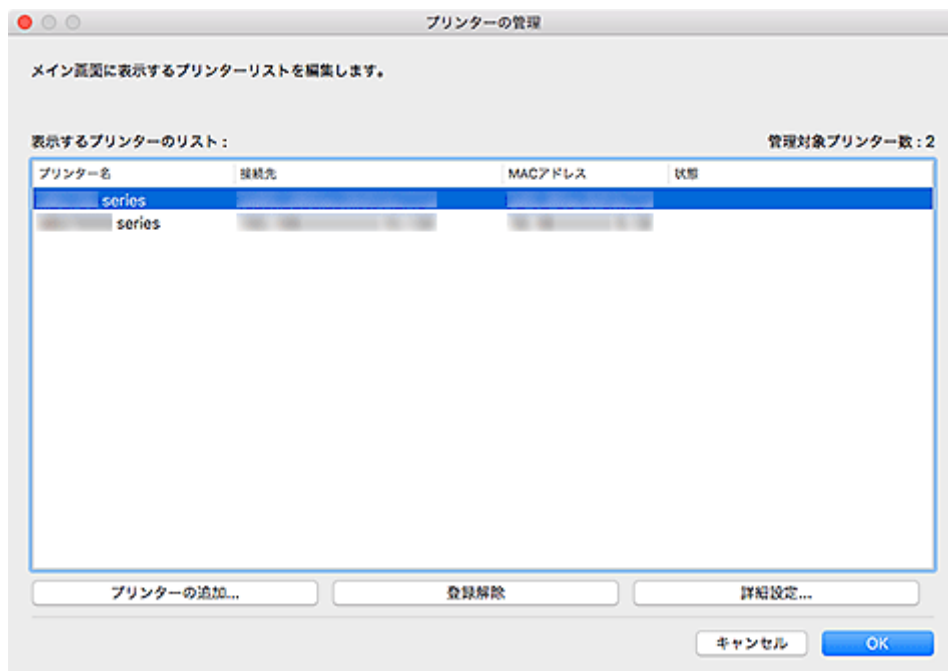 プリンターの管理
メイン画面に表示するプリンターリストを編集します。
表示するプリンターのリスト： 管理対象プリンター数：2
プリンター名 接続先 MACアドレス 状態
series
series
プリンターの追加... 登録解除 詳細設定...
キャンセル OK